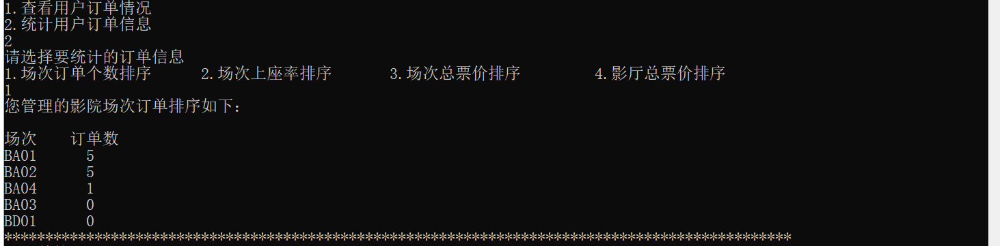 1.查看用户订单情况
2.统计用户订单信息
2
请选择要统计的订单信息
1.场次订单个数排序 2.场次上座率排序 3.场次总票价排序 4.影厅总票价排序
1
您管理的影院场次订单排序如下：
场次 订单数
BA01 5
BA02 5
BA04 1
BA03 0
BD01 0
************************************************************************************************